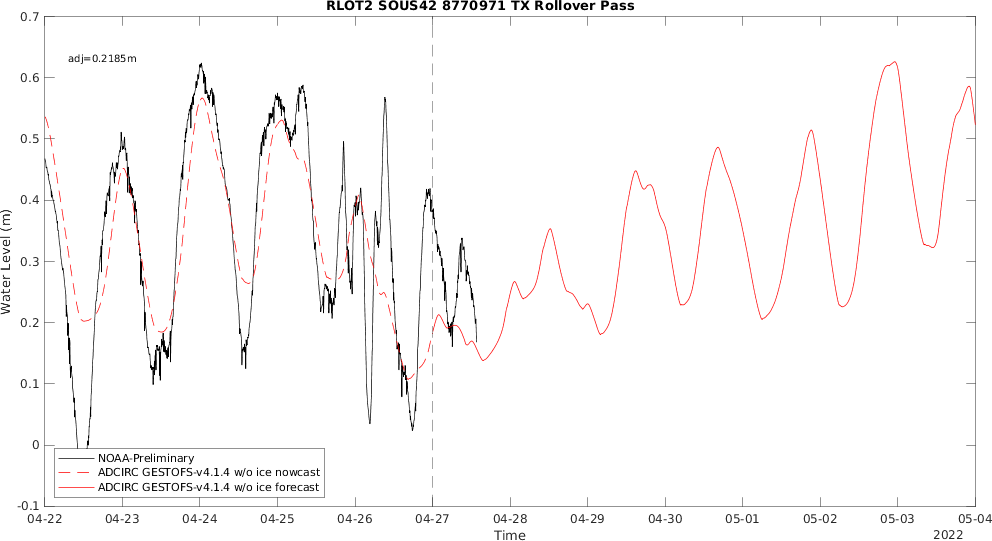 RLOT2 SOUS42 8770971 TX Rollover Pass
0.7
0.6
0.5
0.4
0.3
0.2
0.1
0
-0.1
Water Level (m)
adj=0.2185m
NOAA-Preliminary
ADCIRC GESTOFS-v4.1.4 w/o ice nowcast
ADCIRC GESTOFS-v4.1.4 w/o ice forecast
04-22 04-23 04-24 04-25 04-26 04-27 04-28 04-29 04-30 05-01 05-02 05-03 05-04
Time
2022